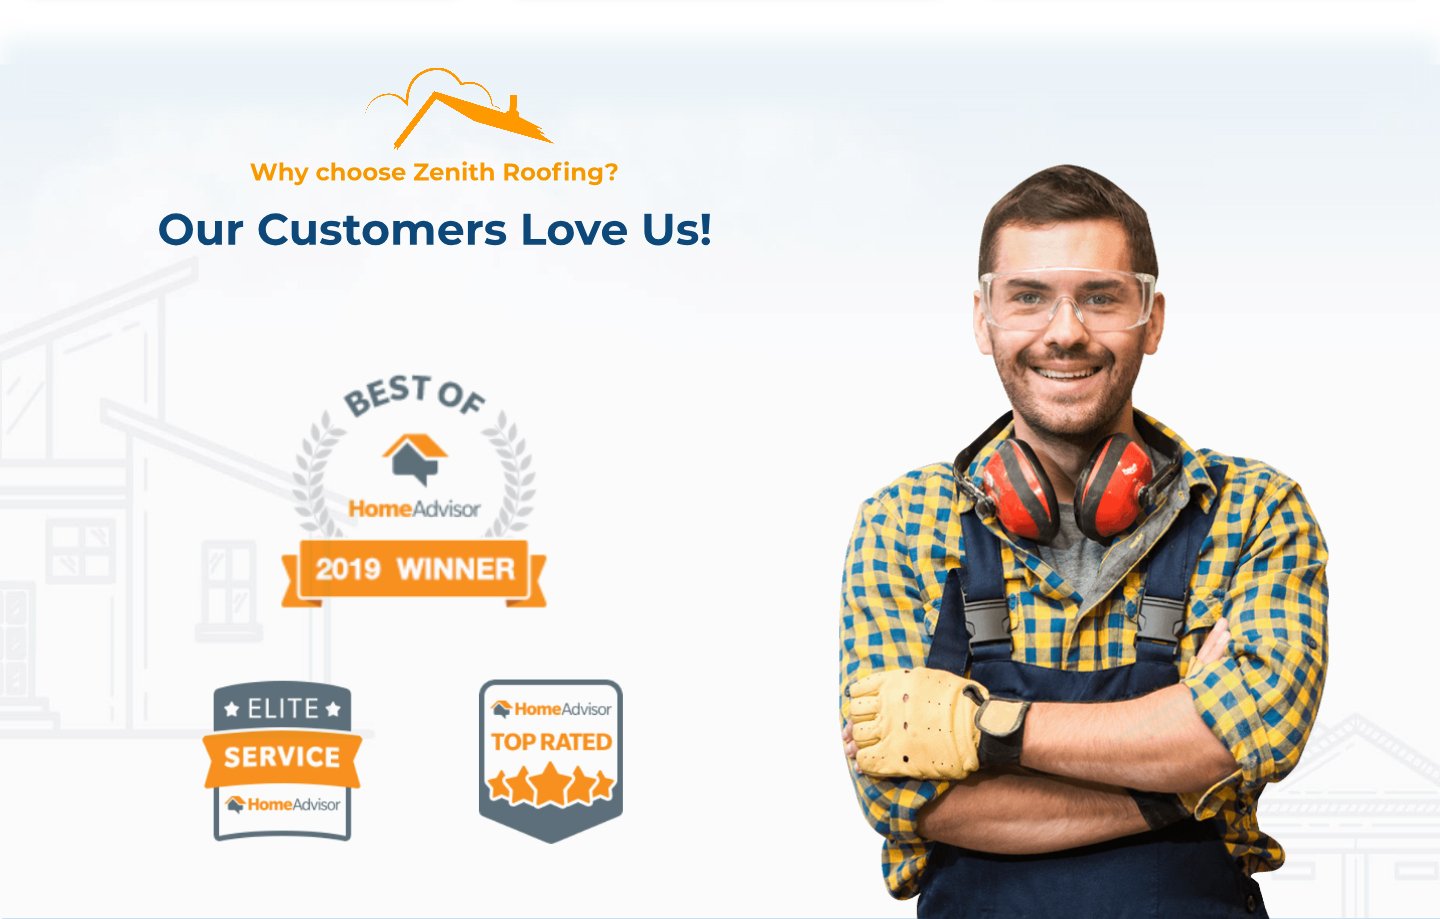 Why choose Zenith Roofing?
Our Customers Love Us!
BEST OF
HomeAdvisor
2019 WINNER
ELITE
SERVICE
HomeAdvisor
HomeAdvisor
TOP RATED